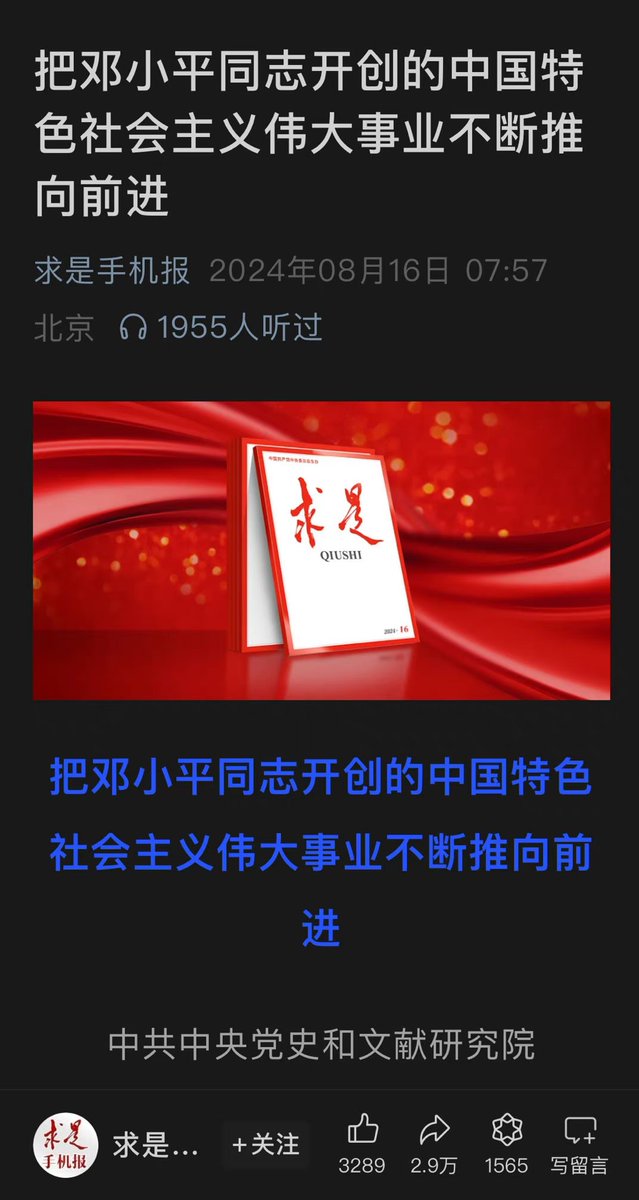 把邓小平同志开创的中国特
色社会主义伟大事业不断推
向前进
求是手机报 2024年08月16日 07:57
北京 1955人听过
中国共产党中央委员会主办
求是
QIUSHI
2024·16
把邓小平同志开创的中国特色
社会主义伟大事业不断推向前
进
中共中央党史和文献研究院
求是
手机报
求是... +关注
3289 2.9万 1565 写留言